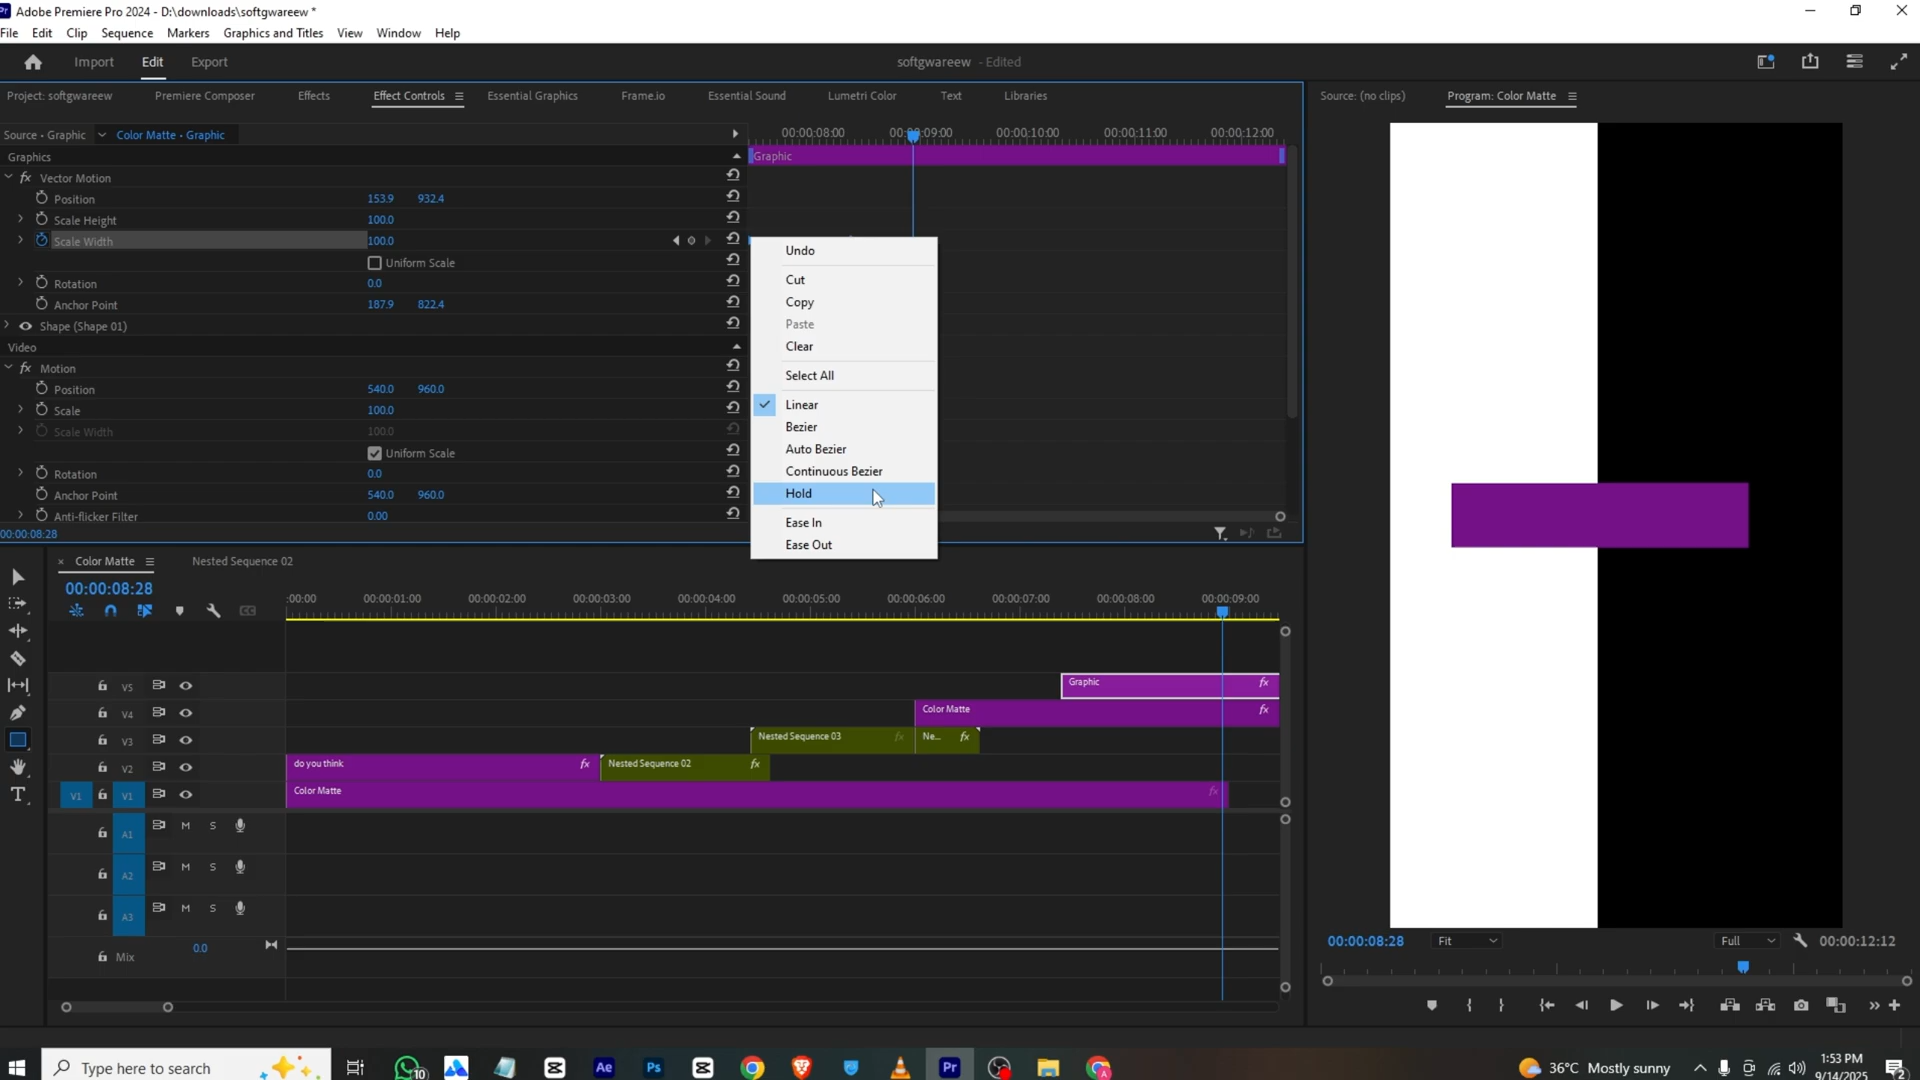 Adobe Premiere Pro 2024 - D:\downloads\softgwareew *
File Edit Clip Sequence Markers Graphics and Titles View Window Help
Import Edit Export softgwareew - Edited
Project: softgwareew Premiere Composer Effects Effect Controls Essential Graphics Frame.io Essential Sound Lumetri Color Text Libraries
Source: (no clips) Program: Color Matte
Source • Graphic Color Matte • Graphic
00:00:08:00 00:00:09:00 00:00:10:00 00:00:11:00 00:00:12:00
Graphics
Graphic
fx Vector Motion
Position 153.9 932.4
Scale Height 100.0
Scale Width 100.0
Uniform Scale
Rotation 0.0
Anchor Point 187.9 822.4
Shape (Shape 01)
Video
fx Motion
Position 540.0 960.0
Scale 100.0
Scale Width 100.0
Uniform Scale
Rotation 0.0
Anchor Point 540.0 960.0
Anti-flicker Filter 0.00
00:00:08:28
Undo
Cut
Copy
Paste
Clear
Select All
Linear
Bezier
Auto Bezier
Continuous Bezier
Hold
Ease In
Ease Out
× Color Matte Nested Sequence 02
00:00:08:28
:00:00 00:00:01:00 00:00:02:00 00:00:03:00 00:00:04:00 00:00:05:00 00:00:06:00 00:00:07:00 00:00:08:00 00:00:09:00
V5 Graphic fx
V4 Color Matte fx
V3 Nested Sequence 03 fx Ne... fx
V2 do you think fx Nested Sequence 02 fx
V1 V1 Color Matte fx
A1 M S
A2 M S
A3 M S
Mix 0.0
00:00:08:28 Fit Full 00:00:12:12
Type here to search
10
Ae
Ps
Pr
36°C Mostly sunny
1:53 PM
9/14/2025
2